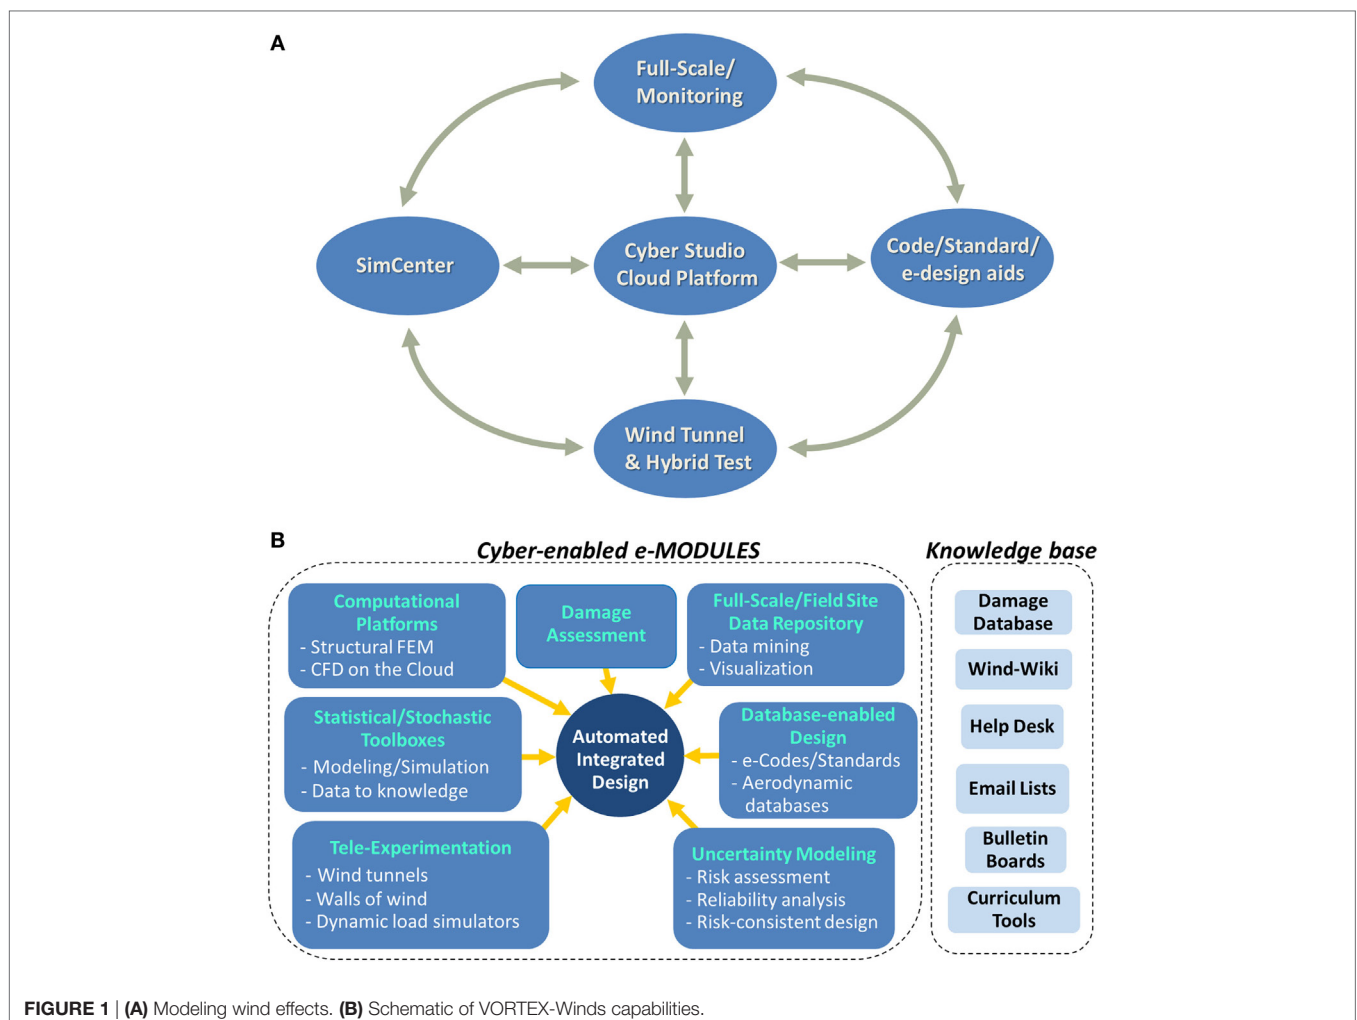 A
Full-Scale/
Monitoring
SimCenter
Cyber Studio
Cloud Platform
Code/Standard/
e-design aids
Wind Tunnel
& Hybrid Test
B
Cyber-enabled e-MODULES
Computational
Platforms
- Structural FEM
- CFD on the Cloud
Damage
Assessment
Full-Scale/Field Site
Data Repository
- Data mining
- Visualization
Statistical/Stochastic
Toolboxes
- Modeling/Simulation
- Data to knowledge
Automated
Integrated
Design
Database-enabled
Design
- e-Codes/Standards
- Aerodynamic
databases
Tele-Experimentation
- Wind tunnels
- Walls of wind
- Dynamic load simulators
Uncertainty Modeling
- Risk assessment
- Reliability analysis
- Risk-consistent design
Knowledge base
Damage
Database
Wind-Wiki
Help Desk
Email Lists
Bulletin
Boards
Curriculum
Tools
FIGURE 1 | (A) Modeling wind effects. (B) Schematic of VORTEX-Winds capabilities.